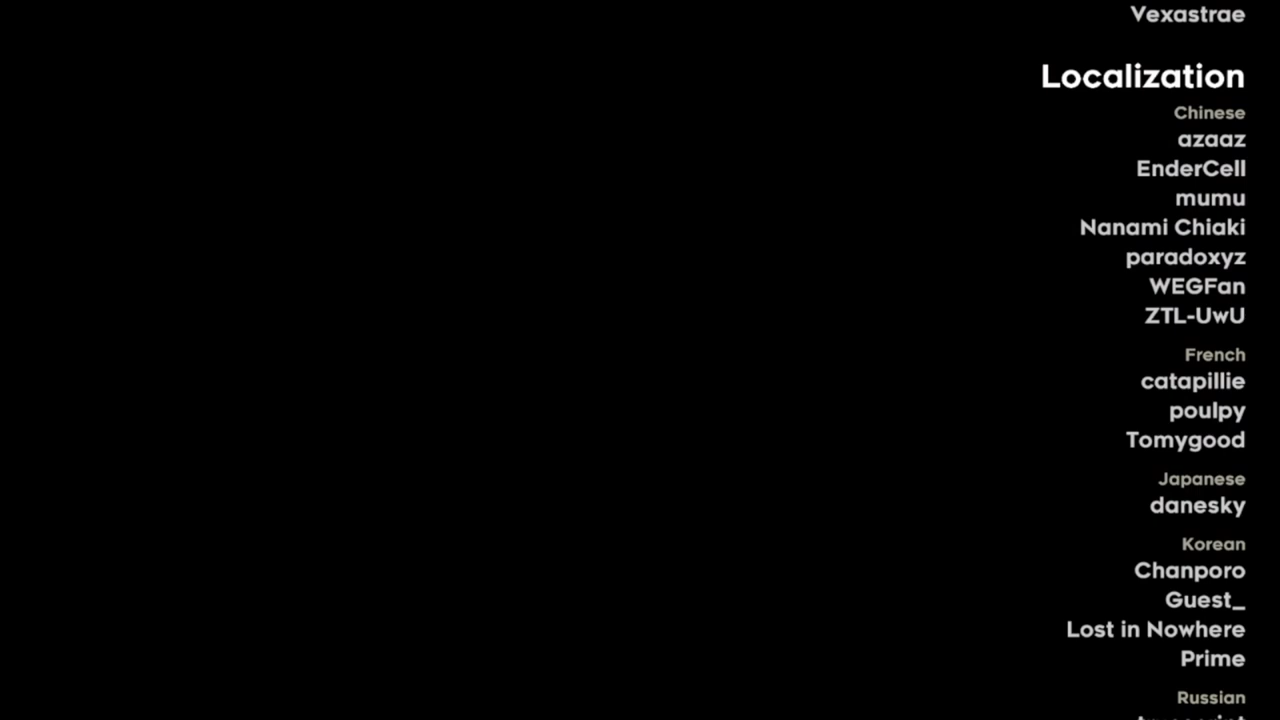 Vexastrae
Localization
Chinese
azaaz
EnderCell
mumu
Nanami Chiaki
paradoxyz
WEGFan
ZTL-UwU
French
catapillie
poulpy
Tomygood
Japanese
danesky
Korean
Chanporo
Guest_
Lost in Nowhere
Prime
Russian